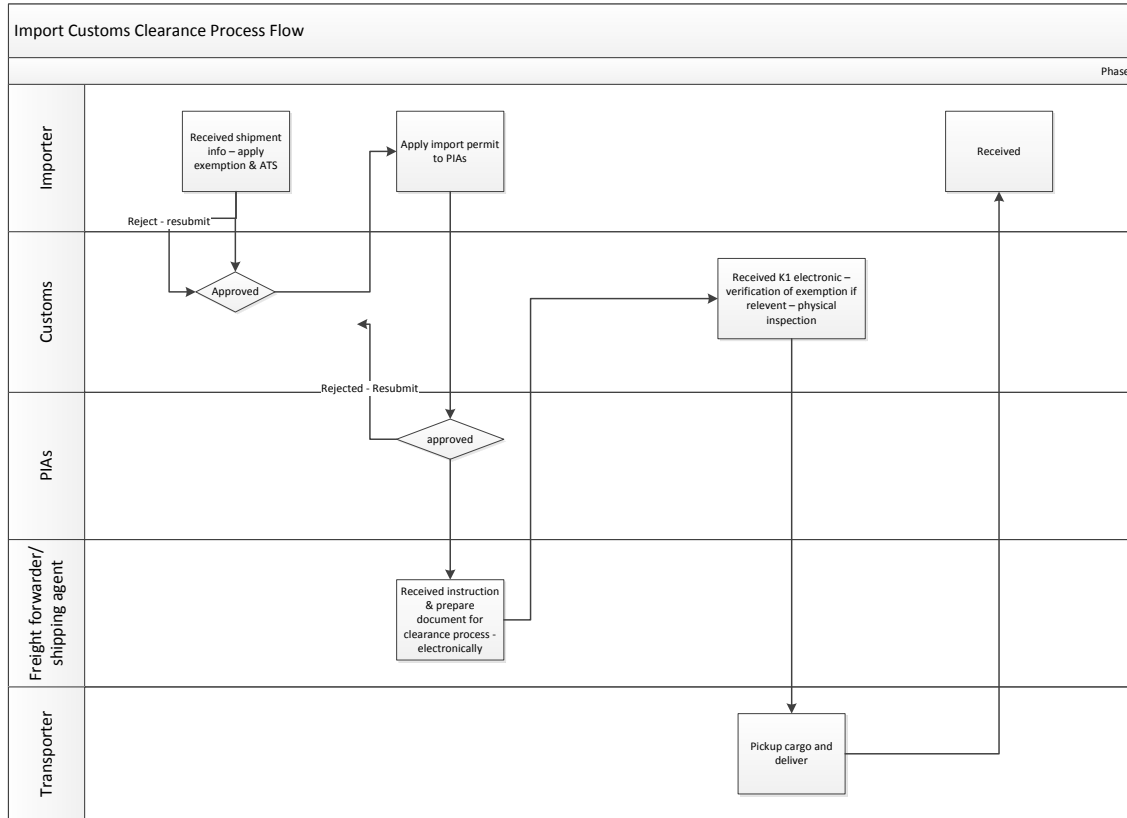 Import Customs Clearance Process Flow
Phase
Importer
Received shipment
info – apply
exemption & ATS
Apply import permit
to PIAs
Received
Reject - resubmit
Customs
Approved
Received K1 electronic –
verification of exemption if
relevent – physical
inspection
Rejected - Resubmit
PIAs
approved
Freight forwarder/
shipping agent
Received instruction
& prepare
document for
clearance process -
electronically
Transporter
Pickup cargo and
deliver